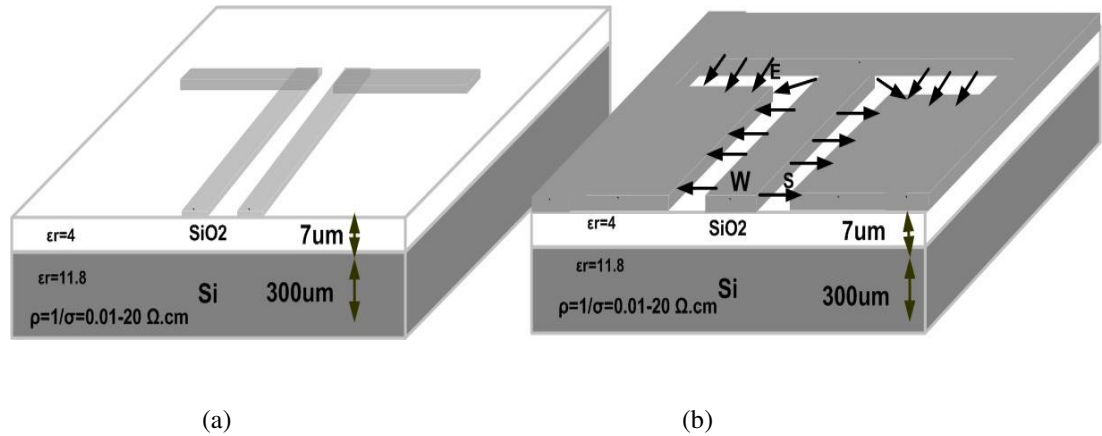 E
W
S
εr=4
SiO2
7um
εr=11.8
Si
300um
ρ=1/σ=0.01-20 Ω.cm
εr=4
SiO2
7um
εr=11.8
Si
300um
ρ=1/σ=0.01-20 Ω.cm
(a)
(b)